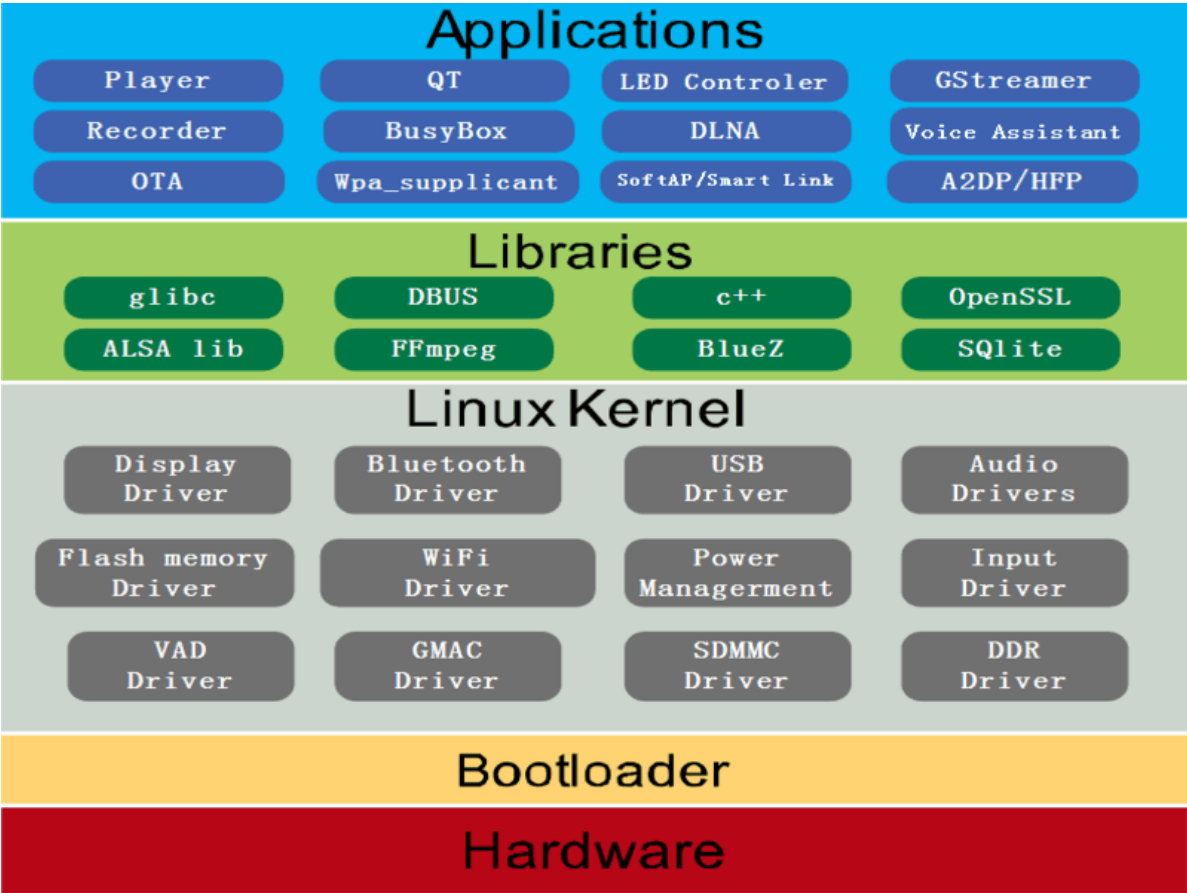 Applications
Player
QT
LED Controler
GStreamer
Recorder
BusyBox
DLNA
Voice Assistant
OTA
Wpa_supplicant
SoftAP/Smart Link
A2DP/HFP
Libraries
glibc
DBUS
c++
OpenSSL
ALSA lib
FFmpeg
BlueZ
SQlite
Linux Kernel
Display
Driver
Bluetooth
Driver
USB
Driver
Audio
Drivers
Flash memory
Driver
WiFi
Driver
Power
Managerment
Input
Driver
VAD
Driver
GMAC
Driver
SDMMC
Driver
DDR
Driver
Bootloader
Hardware